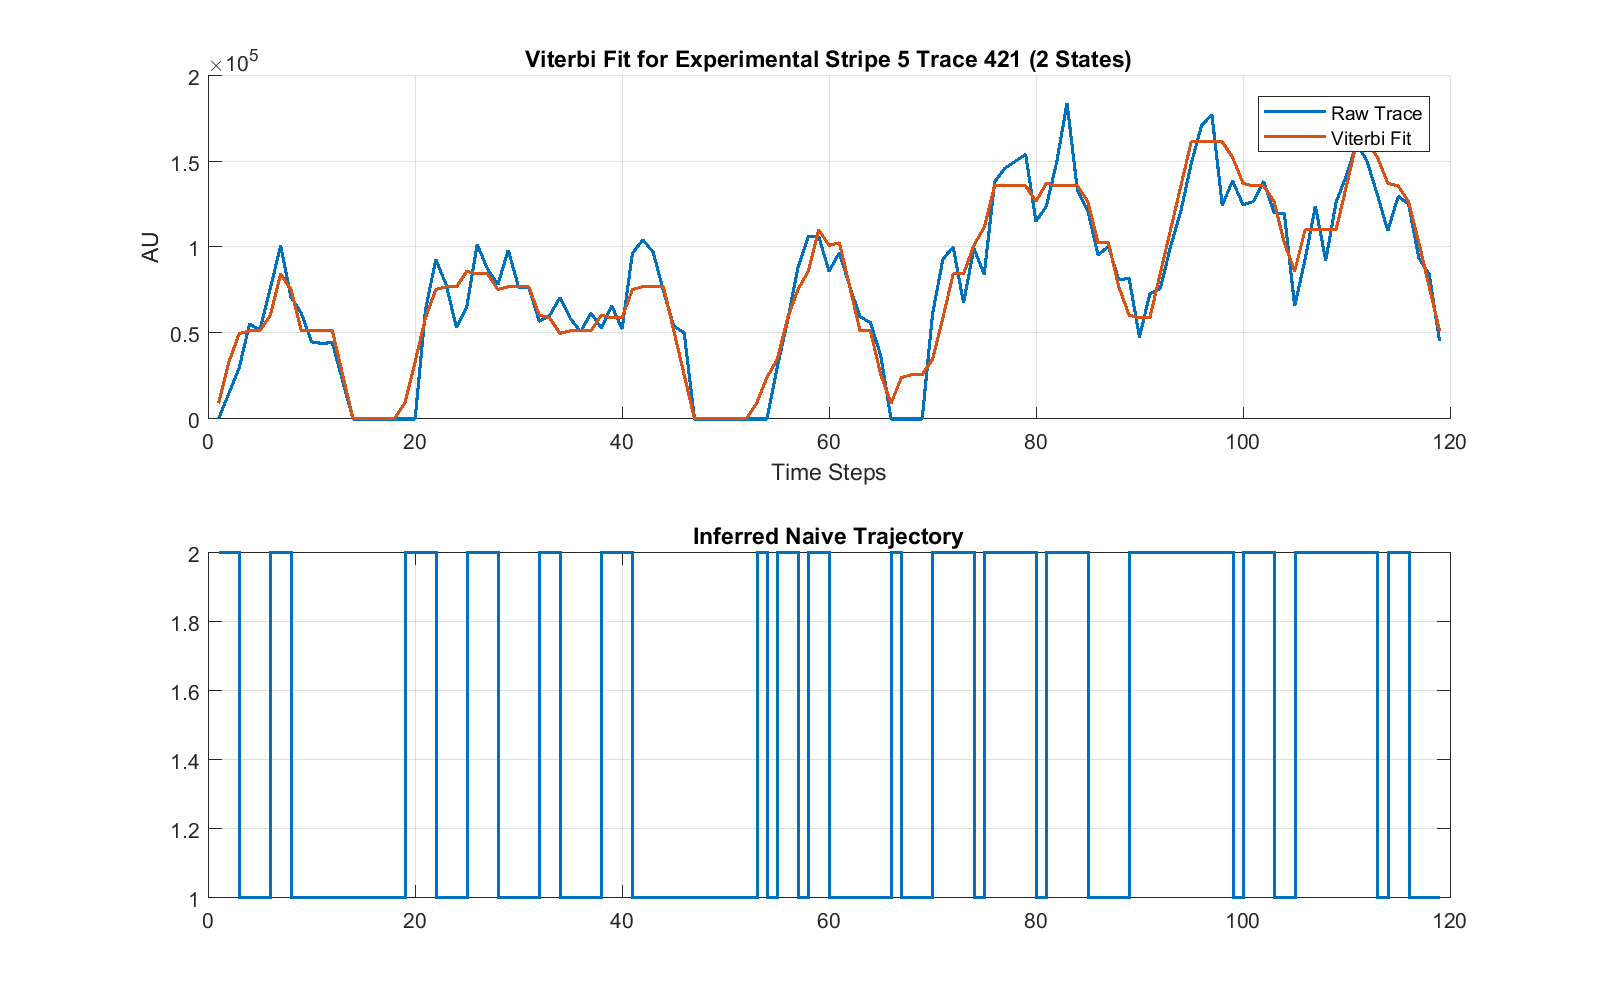 Viterbi Fit for Experimental Stripe 5 Trace 421 (2 States)
×10^5
2
1.5
1
0.5
0
AU
Raw Trace
Viterbi Fit
0 20 40 60 80 100 120
Time Steps
Inferred Naive Trajectory
2
1.8
1.6
1.4
1.2
1
0 20 40 60 80 100 120